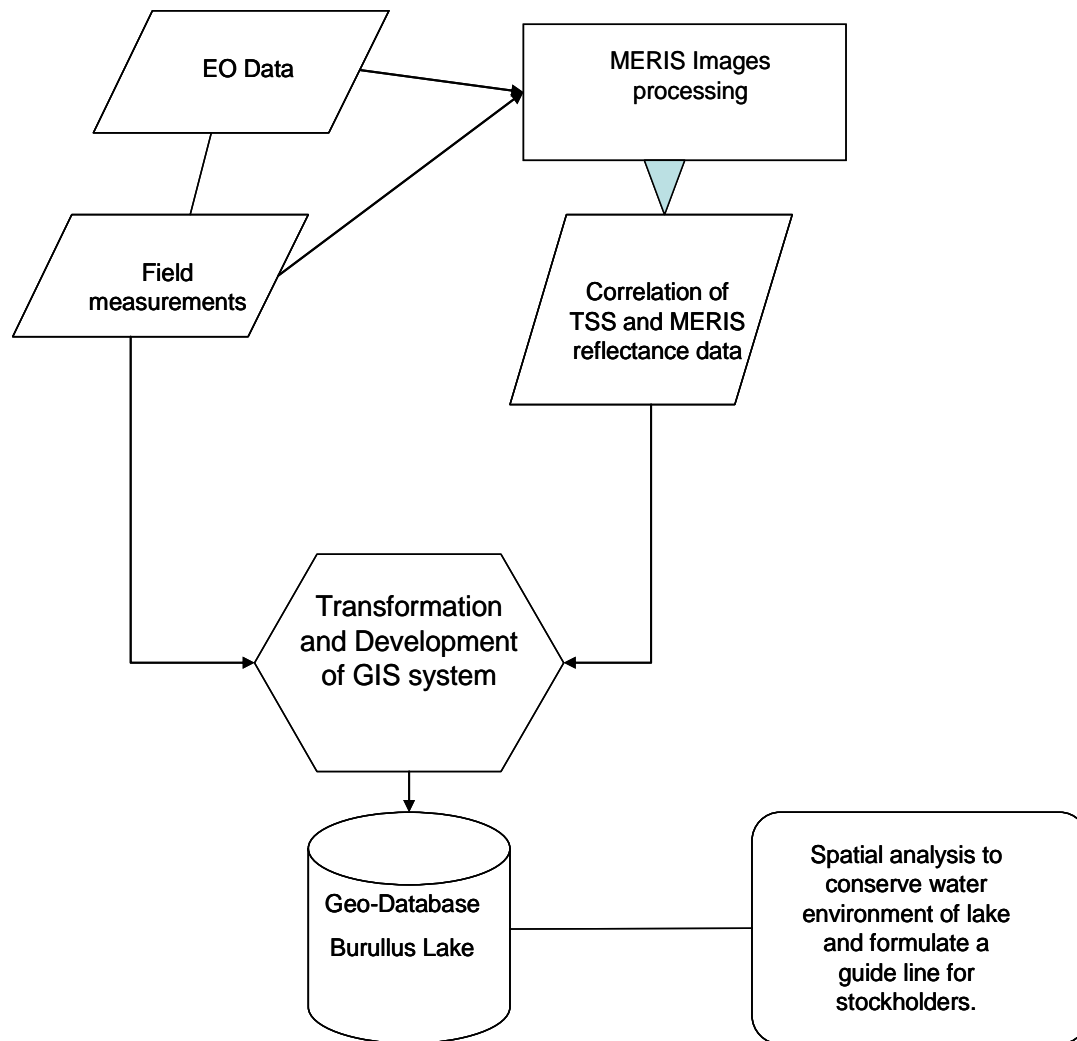 EO Data
MERIS Images
processing
Field
measurements
Correlation of
TSS and MERIS
reflectance data
Transformation
and Development
of GIS system
Geo-Database
Burullus Lake
Spatial analysis to
conserve water
environment of lake
and formulate a
guide line for
stockholders.